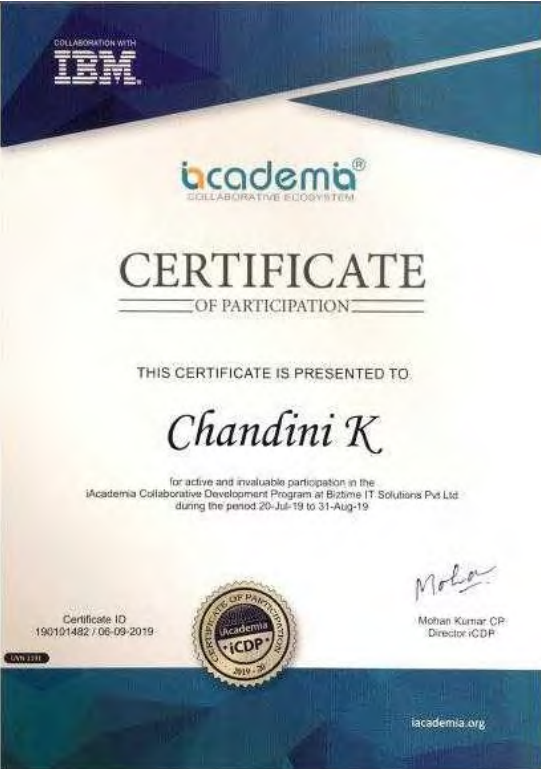 COLLABORATION WITH
IBM
iacademia®
COLLABORATIVE ECOSYSTEM
CERTIFICATE
OF PARTICIPATION
THIS CERTIFICATE IS PRESENTED TO
Chandini K
for active and invaluable participation in the
iAcademia Collaborative Development Program at Biztime IT Solutions Pvt Ltd
during the period 20-Jul-19 to 31-Aug-19
Mohan
Certificate ID
190101482 / 06-09-2019
Mohan Kumar CP
Director iCDP
CERTIFICATE OF PARTICIPATION
iAcademia
iCDP
2019 - 20
iacademia.org